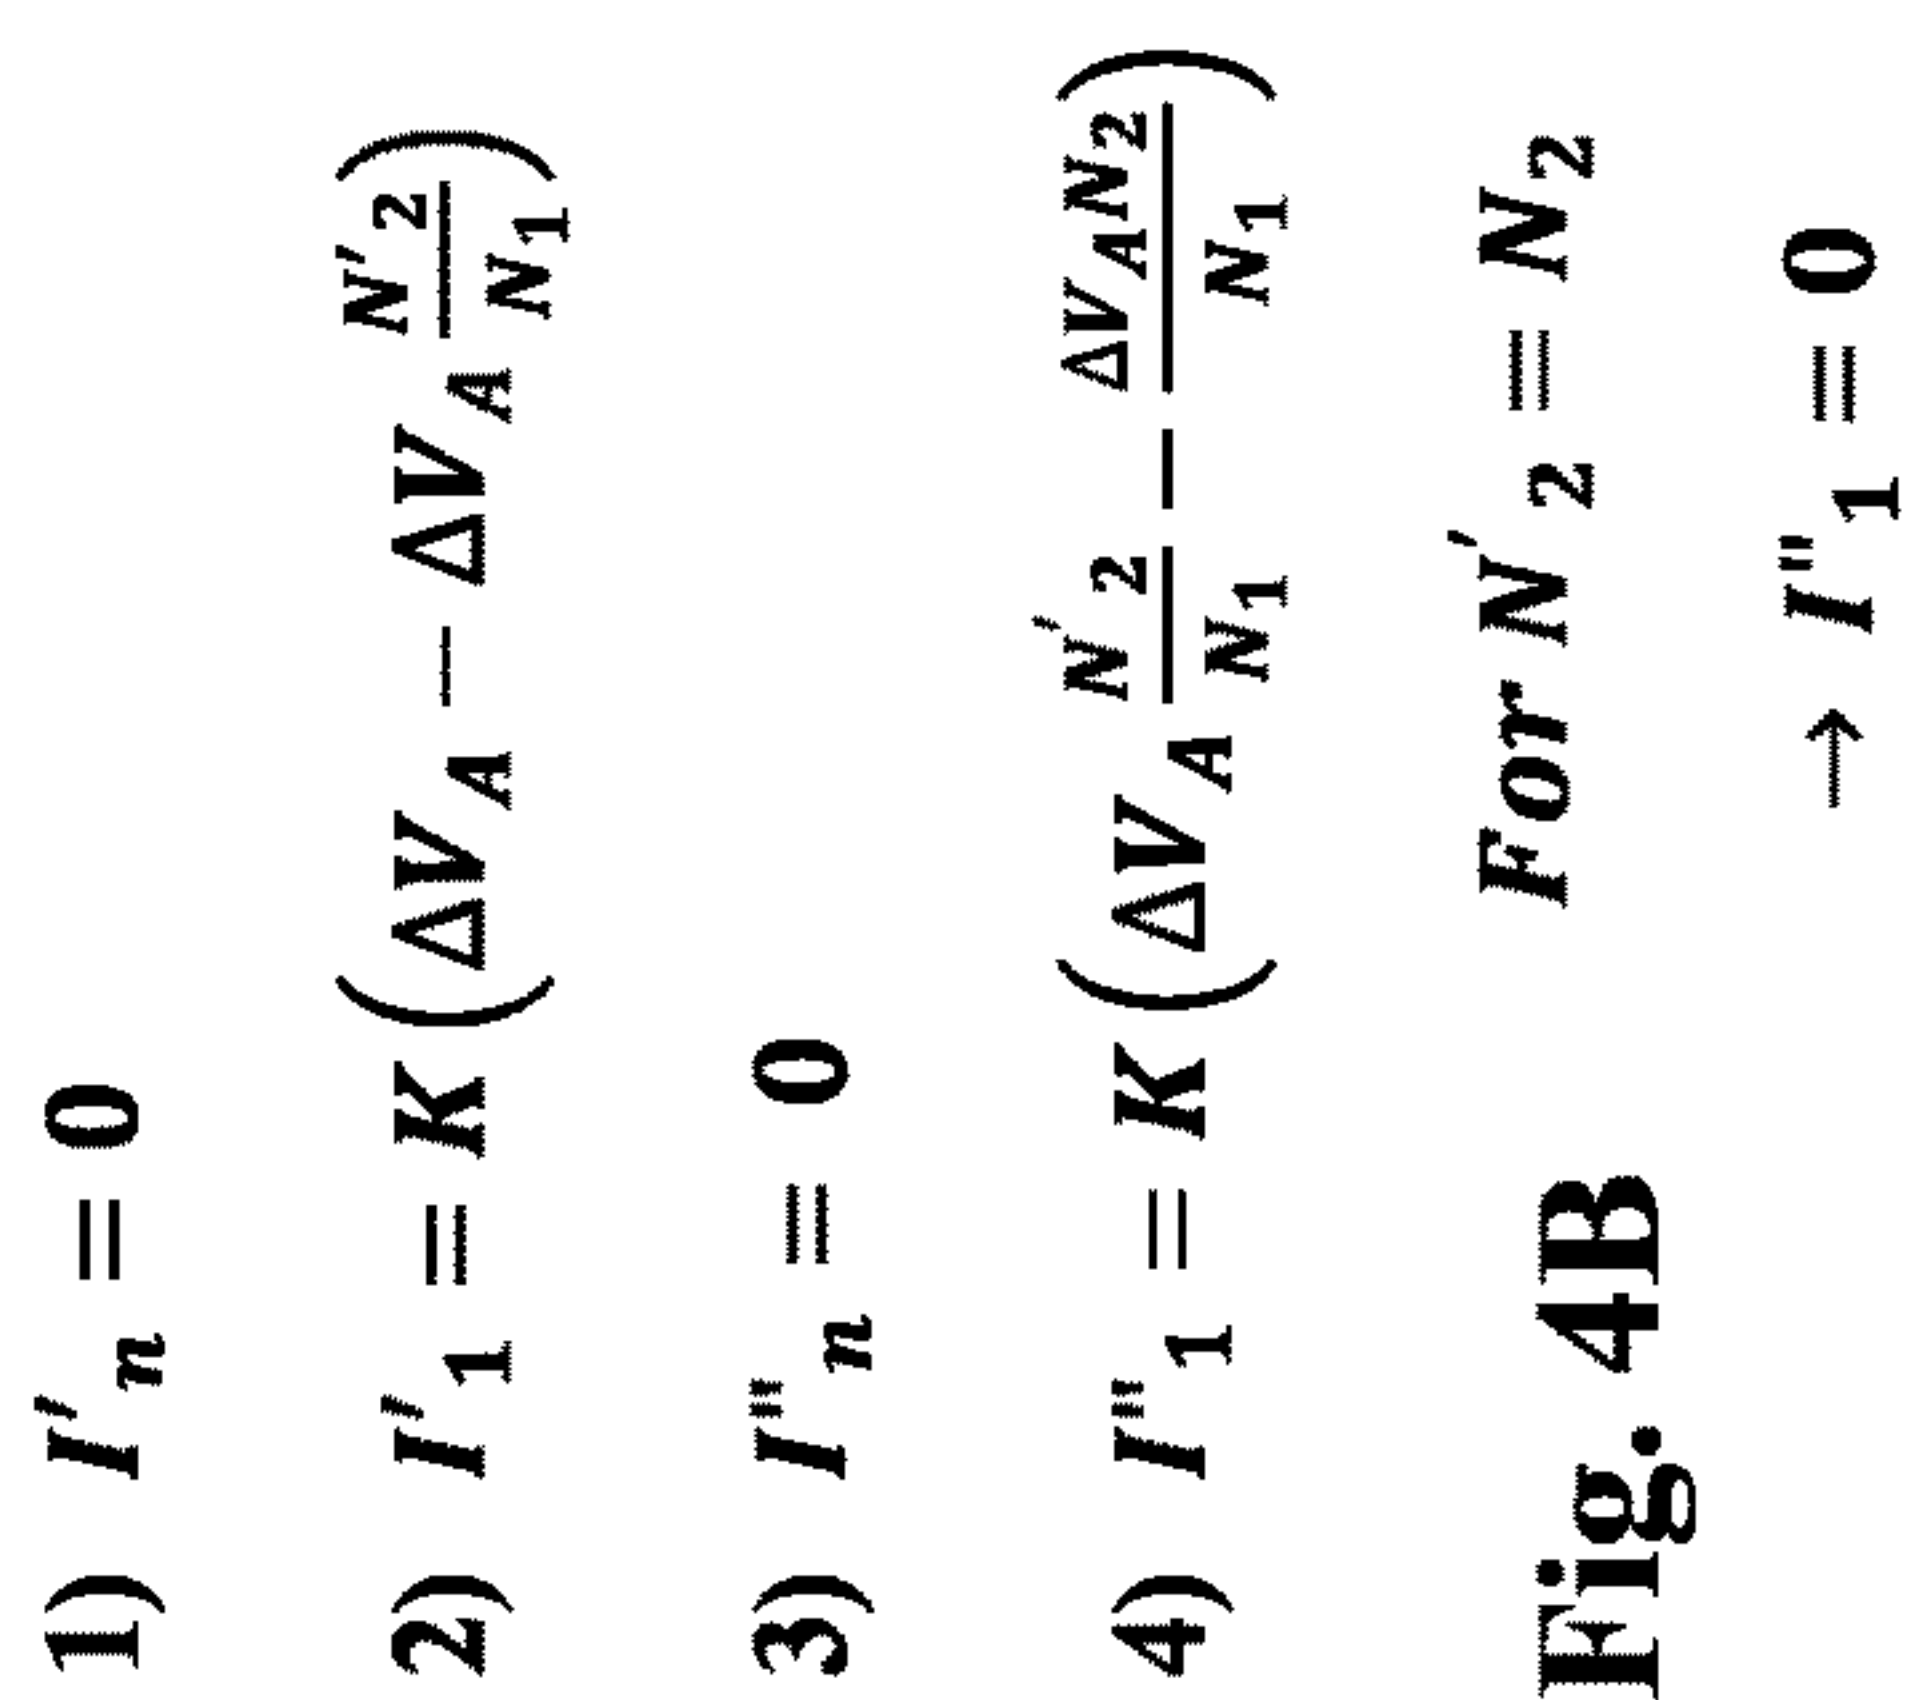 1) I'ₙ = 0
2) I'₁ = K(ΔV_A − ΔV_A N'₂/N₁)
3) I"ₙ = 0
4) I"₁ = K(ΔV_A N'₂/N₁ − ΔV_A N₂/N₁)
For N'₂ = N₂
→ I"₁ = 0
Fig. 4B